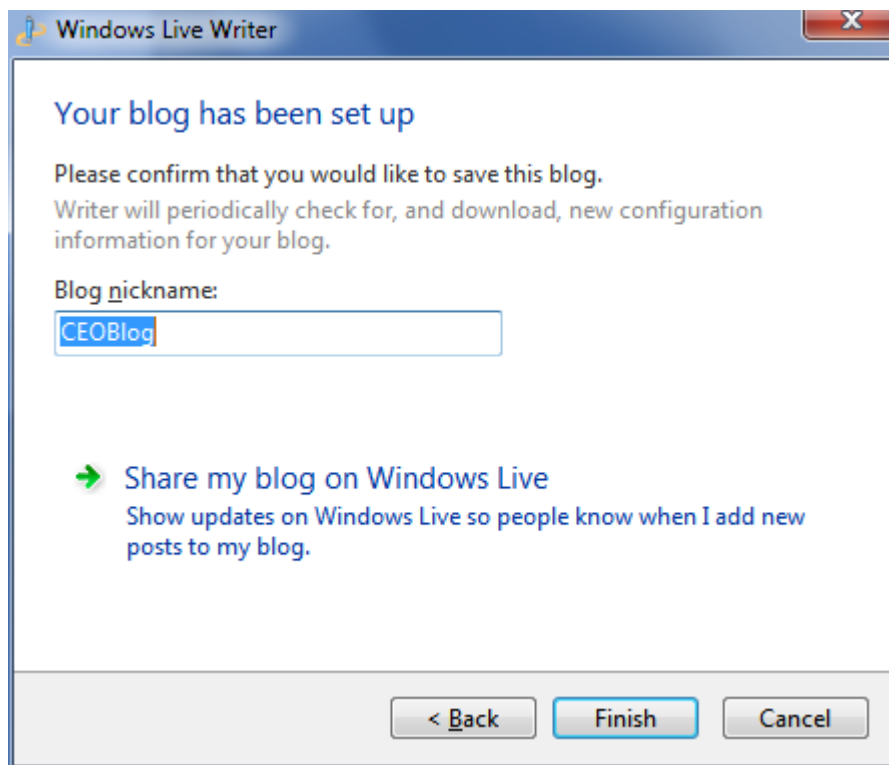 Windows Live Writer
Your blog has been set up
Please confirm that you would like to save this blog.
Writer will periodically check for, and download, new configuration
information for your blog.
Blog nickname:
CEOBlog
Share my blog on Windows Live
Show updates on Windows Live so people know when I add new
posts to my blog.
< Back Finish Cancel